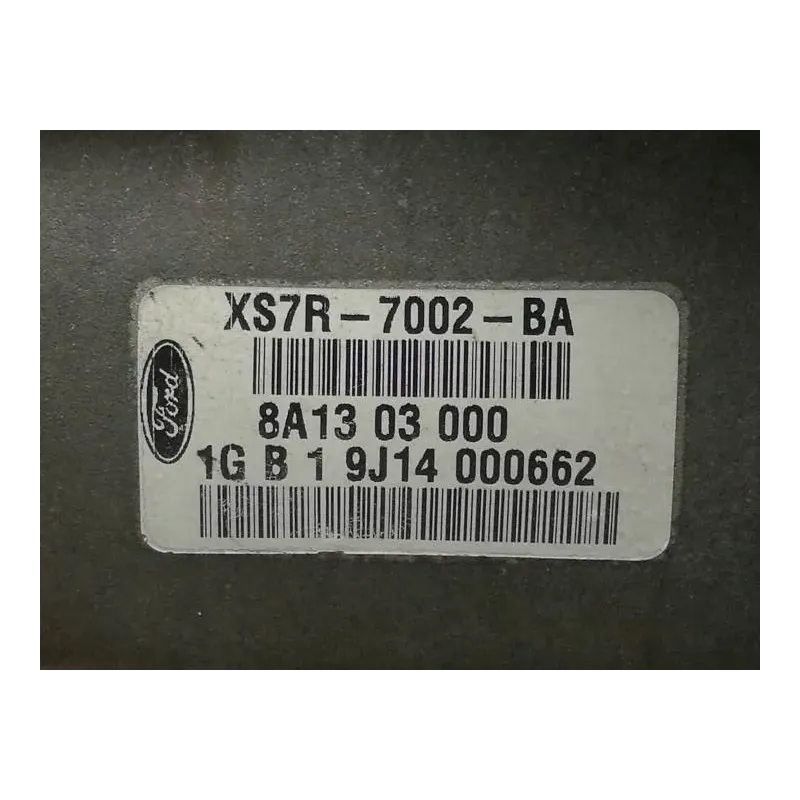 XS7R-7002-BA
Ford
8A13 03 000
1G B 1 9J14 000662